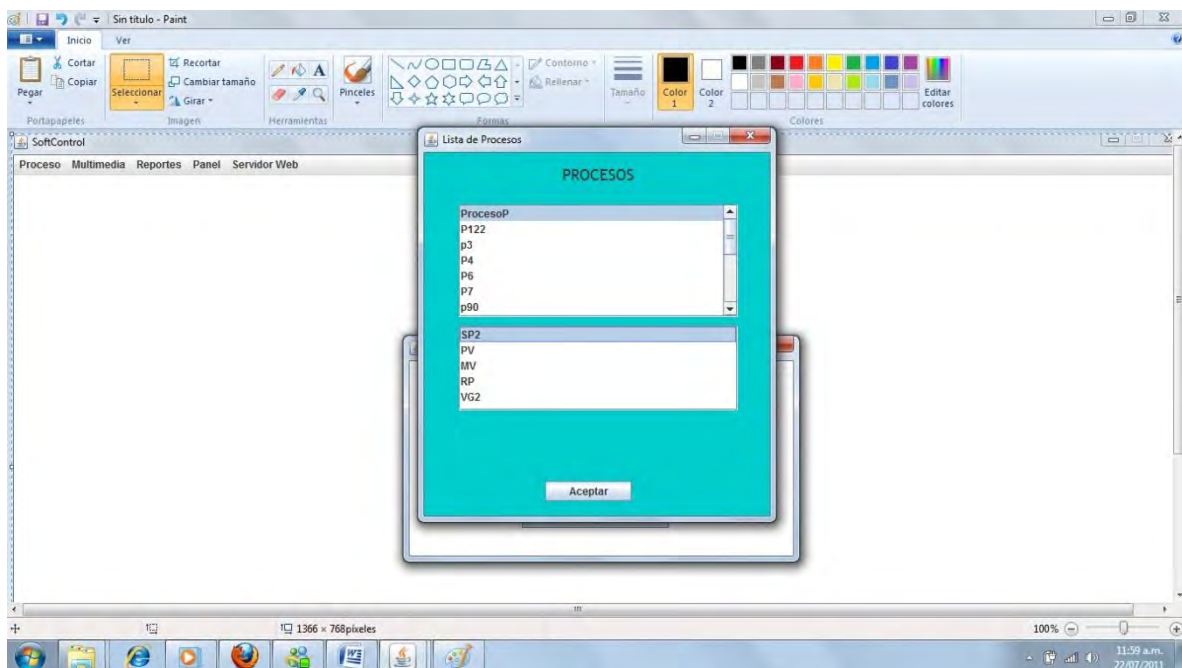 Sin título - Paint
Inicio Ver
Pegar
Cortar
Copiar
Portapapeles
Seleccionar
Recortar
Cambiar tamaño
Girar
Imagen
A
Herramientas
Pinceles
Contorno
Rellenar
Formas
Tamaño
Color 1
Color 2
Editar colores
Colores
SoftControl
Proceso Multimedia Reportes Panel Servidor Web
Lista de Procesos
PROCESOS
ProcesoP
P122
p3
P4
P6
P7
p90
SP2
PV
MV
RP
VG2
Aceptar
1366 × 768píxeles
100%
11:59 a.m.
22/07/2011